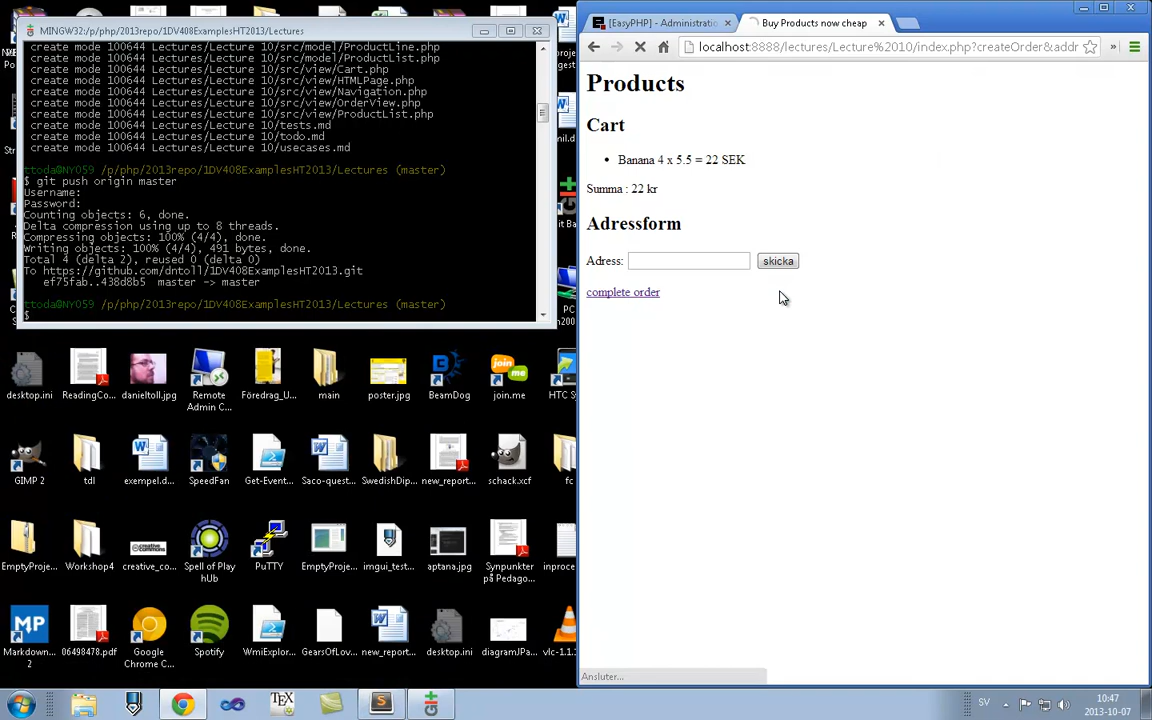 MINGW32:/p/php/2013repo/1DV408ExamplesHT2013/Lectures
create mode 100644 Lectures/Lecture 10/src/model/ProductLine.php
create mode 100644 Lectures/Lecture 10/src/model/ProductList.php
create mode 100644 Lectures/Lecture 10/src/view/Cart.php
create mode 100644 Lectures/Lecture 10/src/view/HTMLPage.php
create mode 100644 Lectures/Lecture 10/src/view/Navigation.php
create mode 100644 Lectures/Lecture 10/src/view/OrderView.php
create mode 100644 Lectures/Lecture 10/src/view/ProductList.php
create mode 100644 Lectures/Lecture 10/tests.md
create mode 100644 Lectures/Lecture 10/todo.md
create mode 100644 Lectures/Lecture 10/usecases.md
ttoda@NY059 /p/php/2013repo/1DV408ExamplesHT2013/Lectures (master)
$ git push origin master
Username:
Password:
Counting objects: 6, done.
Delta compression using up to 8 threads.
Compressing objects: 100% (4/4), done.
Writing objects: 100% (4/4), 491 bytes, done.
Total 4 (delta 2), reused 0 (delta 0)
To https://github.com/dntoll/1DV408ExamplesHT2013.git
ef75fab..438d8b5 master -> master
ttoda@NY059 /p/php/2013repo/1DV408ExamplesHT2013/Lectures (master)
$
[EasyPHP] - Administratio
Buy Products now cheap
localhost:8888/lectures/Lecture%2010/index.php?createOrder&addr
Products
Cart
• Banana 4 x 5.5 = 22 SEK
Summa : 22 kr
Adressform
Adress:
skicka
complete order
Ansluter...
desktop.ini
ReadingCo...
danieltoll.jpg
Remote Admin C...
Föredrag_U...
main
poster.jpg
BeamDog
join.me
HTC Sy
GIMP 2
tdl
exempel.d...
SpeedFan
Get-Event...
Saco-quest...
SwedishDip...
new_report...
schack.xcf
fc
EmptyProje...
Workshop4
creative_co...
Spell of Play hUb
PuTTY
EmptyProje...
imgui_test...
aptana.jpg
Synpunkter på Pedago...
inproce
Markdown... 2
06498478.pdf
Google Chrome C...
Spotify
WmiExplor...
GearsOfLov...
new_report...
desktop.ini
diagramJPa...
vlc-1.1.
SV
10:47
2013-10-07